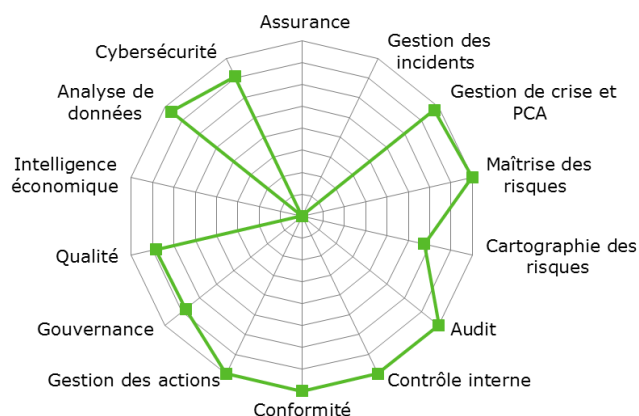 Assurance
Gestion des
incidents
Gestion de crise et
PCA
Maîtrise des
risques
Cartographie des
risques
Audit
Contrôle interne
Conformité
Gestion des actions
Gouvernance
Qualité
Intelligence
économique
Analyse de
données
Cybersécurité